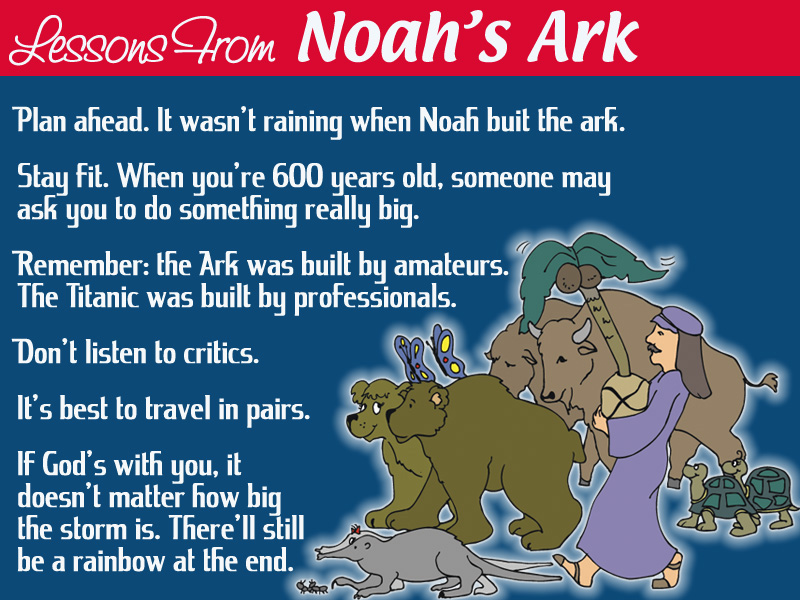 Lessons From Noah's Ark
Plan ahead. It wasn't raining when Noah buit the ark.
Stay fit. When you're 600 years old, someone may
ask you to do something really big.
Remember: the Ark was built by amateurs.
The Titanic was built by professionals.
Don't listen to critics.
It's best to travel in pairs.
If God's with you, it
doesn't matter how big
the storm is. There'll still
be a rainbow at the end.